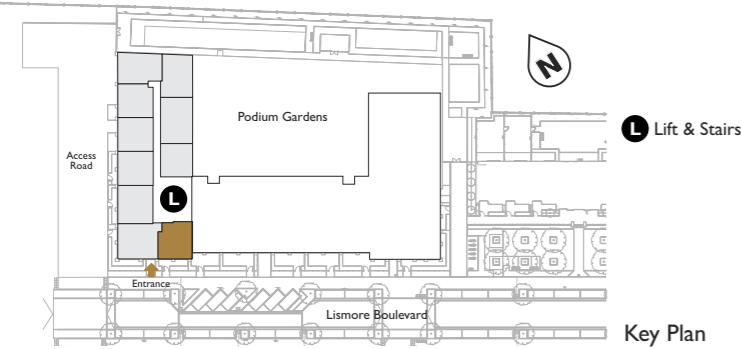 N
Podium Gardens
L Lift & Stairs
Access
Road
L
Entrance
Lismore Boulevard
Key Plan